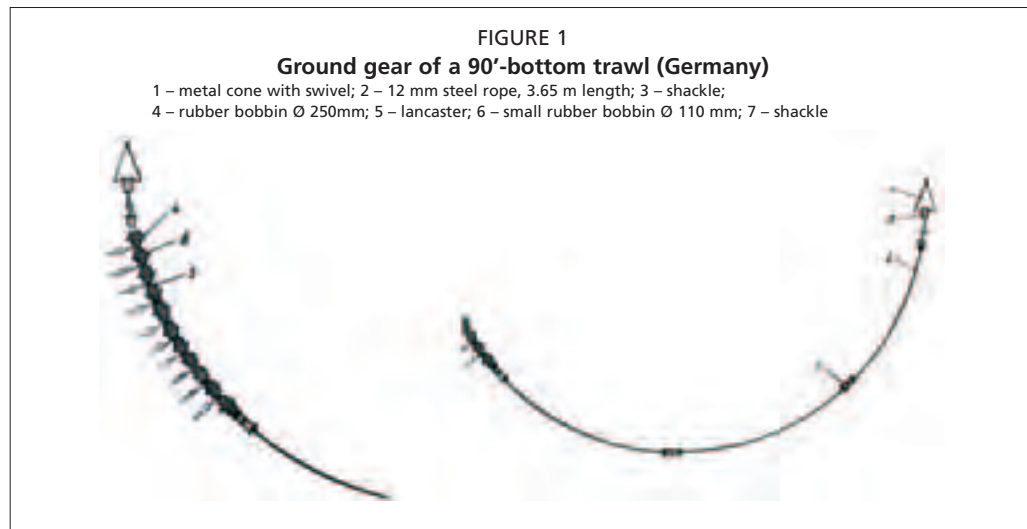 FIGURE 1
Ground gear of a 90'-bottom trawl (Germany)
1 – metal cone with swivel; 2 – 12 mm steel rope, 3.65 m length; 3 – shackle;
4 – rubber bobbin Ø 250mm; 5 – lancaster; 6 – small rubber bobbin Ø 110 mm; 7 – shackle